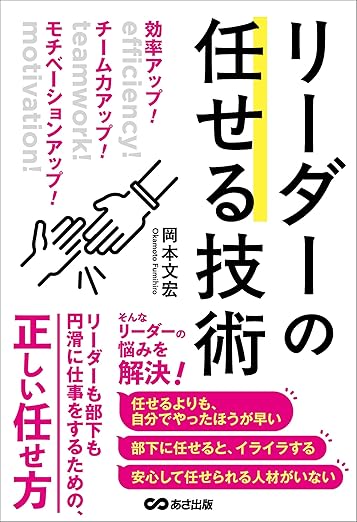 リーダーの
任せる技術
効率アップ!
efficiency!
チーム力アップ!
teamwork!
モチベーションアップ!
motivation!
岡本文宏
Okamoto Fumihiro
そんな
リーダーの
悩みを
解決!
任せるよりも、
自分でやったほうが早い
部下に任せると、イライラする
安心して任せられる人材がいない
リーダーも部下も
円滑に仕事をするための、
正しい任せ方
あさ出版